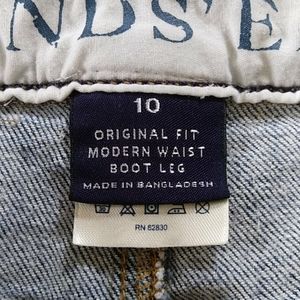 NDS'E
10
ORIGINAL FIT
MODERN WAIST
BOOT LEG
MADE IN BANGLADESH
RN 62830